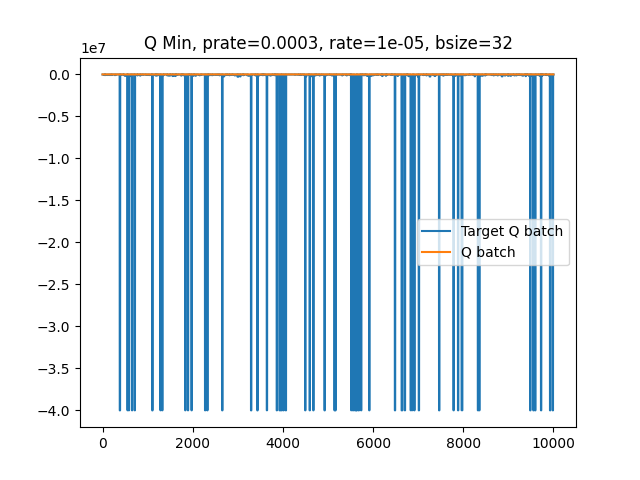 Q Min, prate=0.0003, rate=1e-05, bsize=32
1e7
0.0
−0.5
−1.0
−1.5
−2.0
−2.5
−3.0
−3.5
−4.0
Target Q batch
Q batch
0 2000 4000 6000 8000 10000